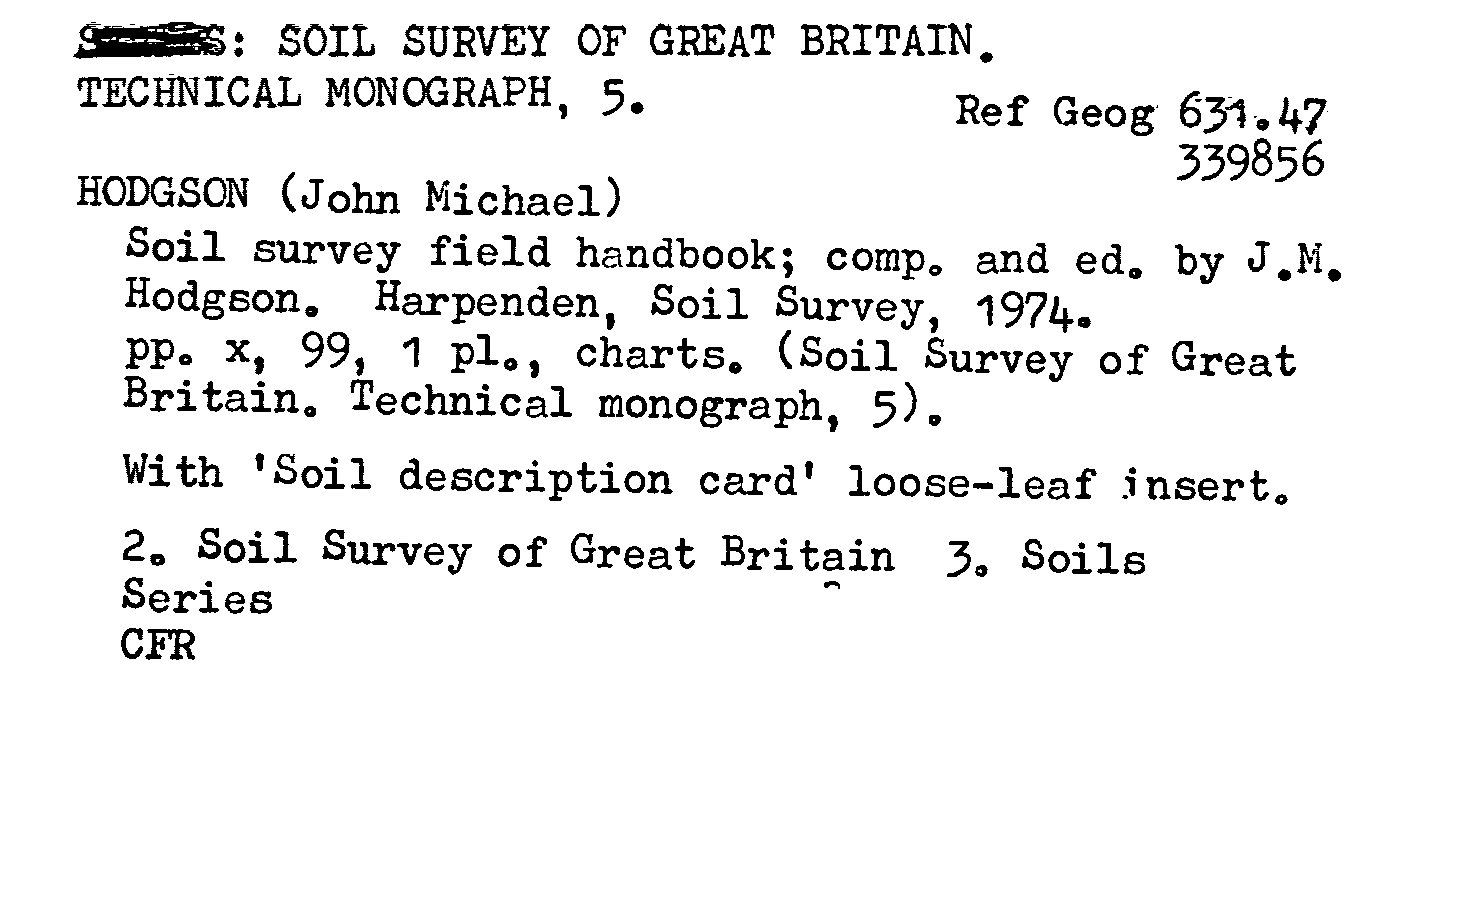 : SOIL SURVEY OF GREAT BRITAIN.
TECHNICAL MONOGRAPH, 5.
Ref Geog 631.47
339856
HODGSON (John Michael)
Soil survey field handbook; comp. and ed. by J.M.
Hodgson. Harpenden, Soil Survey, 1974.
pp. x, 99, 1 pl., charts. (Soil Survey of Great
Britain. Technical monograph, 5).
With 'Soil description card' loose-leaf insert.
2. Soil Survey of Great Britain 3. Soils
Series
CFR